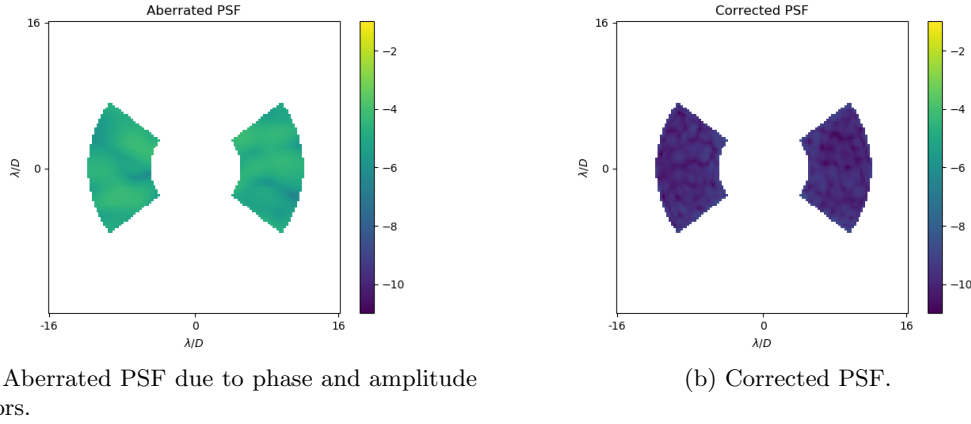 Aberrated PSF
Corrected PSF
16
0
-16
0
16
λ/D
λ/D
−2
−4
−6
−8
−10
16
0
-16
0
16
λ/D
λ/D
−2
−4
−6
−8
−10
Aberrated PSF due to phase and amplitude
(b) Corrected PSF.